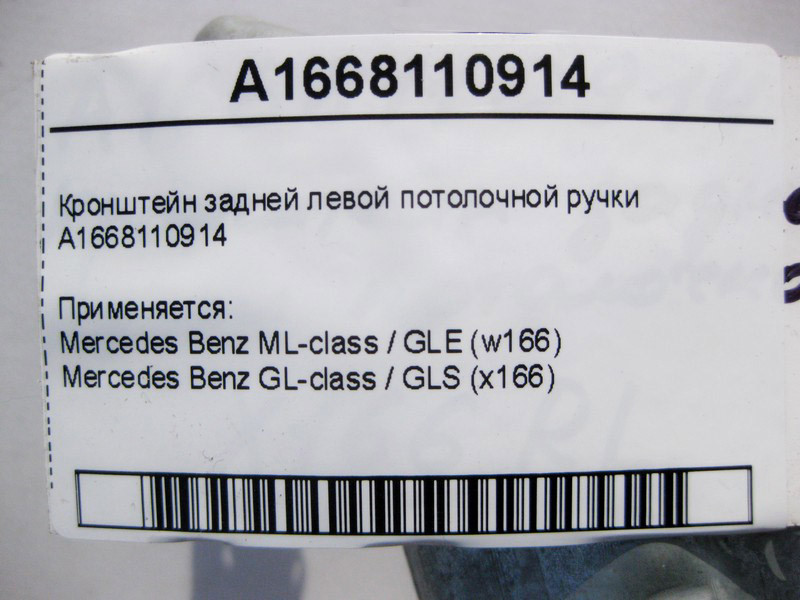 A1668110914
Кронштейн задней левой потолочной ручки
A1668110914
Применяется:
Mercedes Benz ML-class / GLE (w166)
Mercedes Benz GL-class / GLS (x166)